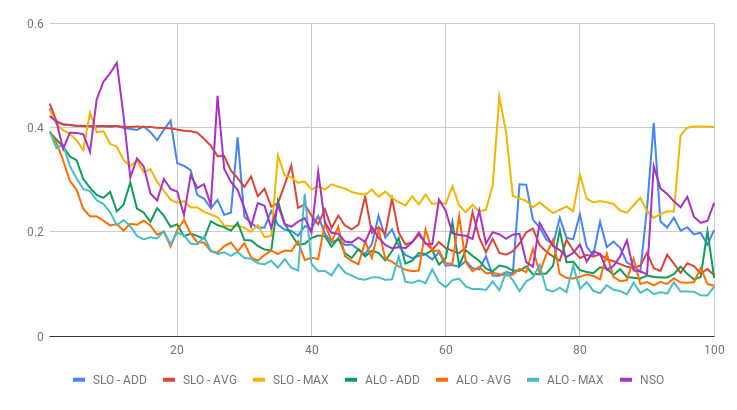 0.6
0.4
0.2
0
20 40 60 80 100
SLO - ADD SLO - AVG SLO - MAX ALO - ADD ALO - AVG ALO - MAX NSO